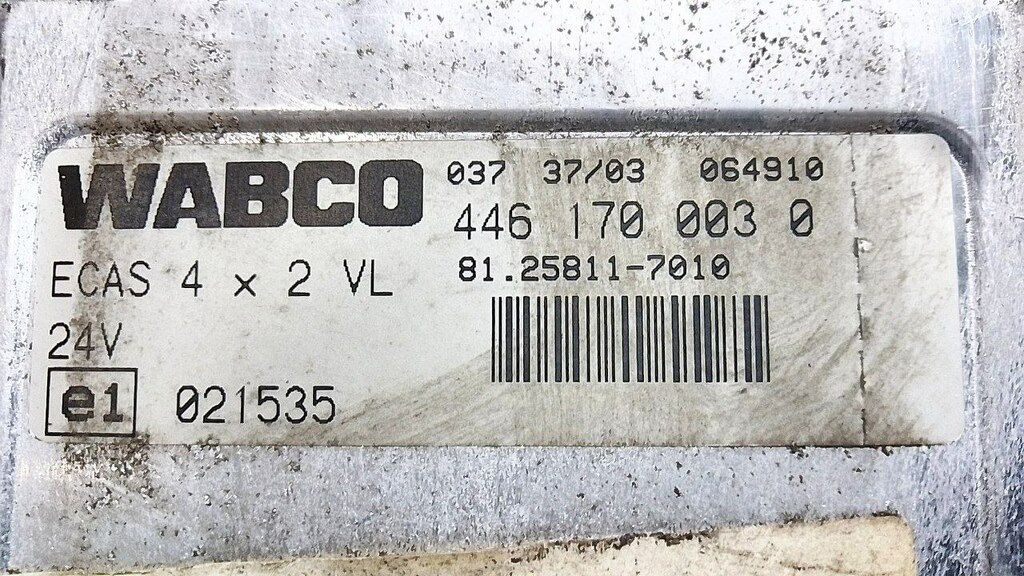 WABCO 037 37/03 064910
446 170 003 0
ECAS 4 x 2 VL 81.25811-7010
24V
e1 021535